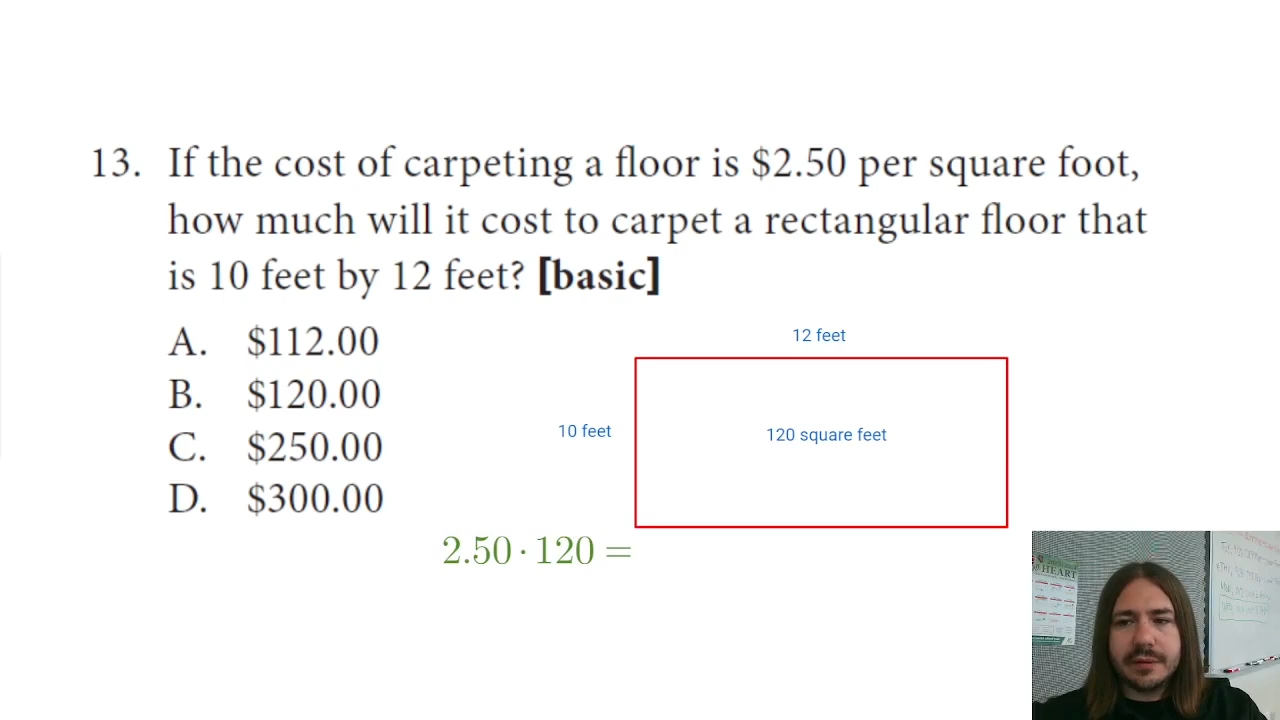 13. If the cost of carpeting a floor is $2.50 per square foot,
how much will it cost to carpet a rectangular floor that
is 10 feet by 12 feet? [basic]
A. $112.00
B. $120.00
C. $250.00
D. $300.00
12 feet
10 feet
120 square feet
2.50 · 120 =
HEART